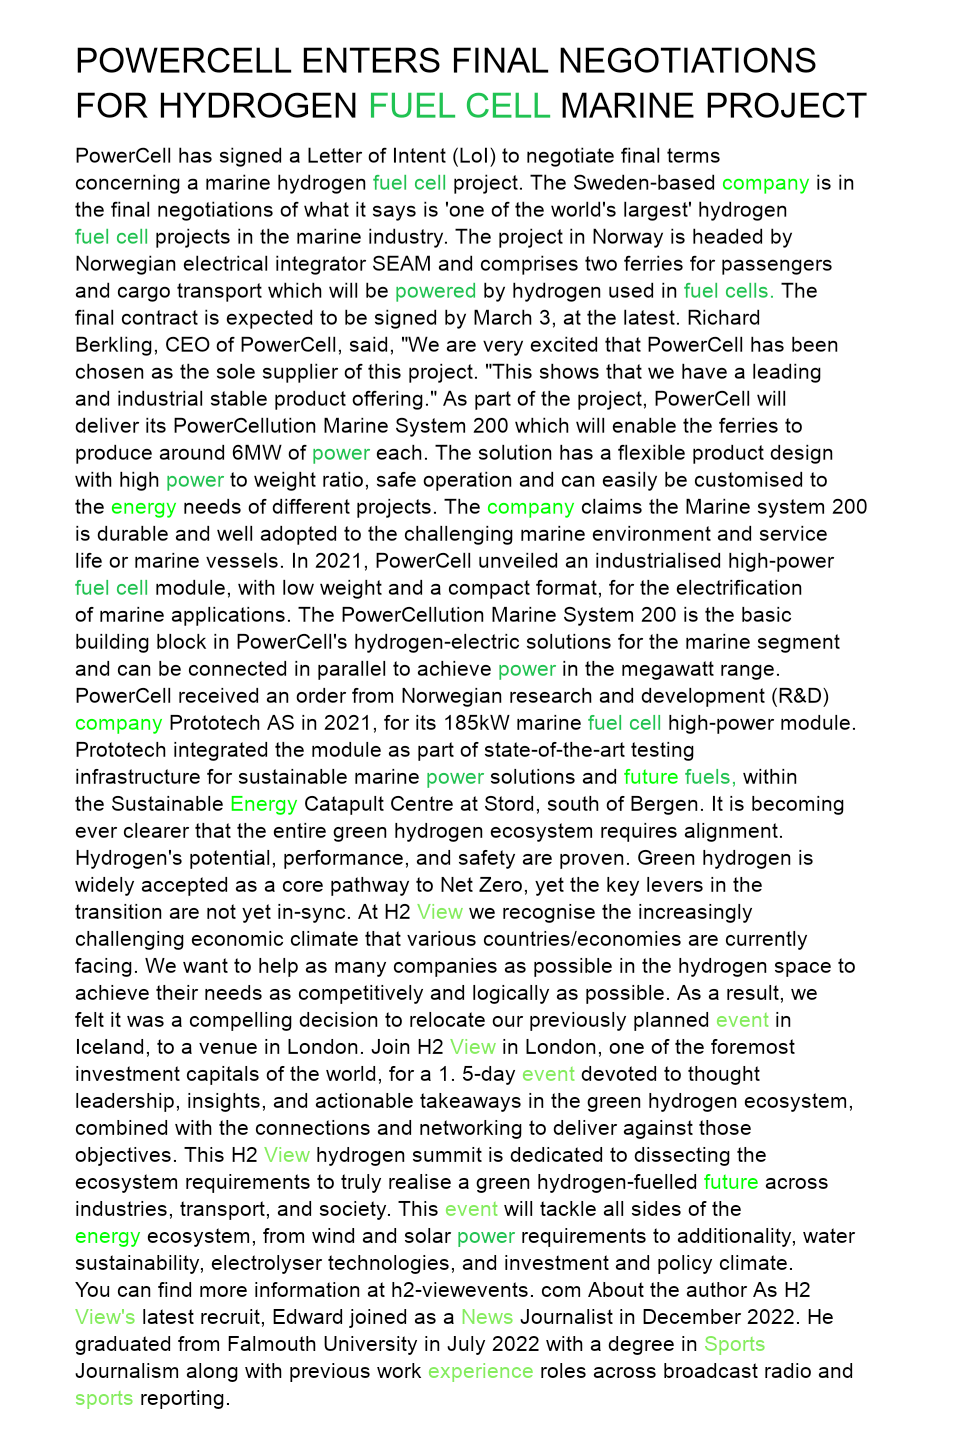 POWERCELL ENTERS FINAL NEGOTIATIONS
FOR HYDROGEN FUEL CELL MARINE PROJECT
PowerCell has signed a Letter of Intent (LoI) to negotiate final terms
concerning a marine hydrogen fuel cell project. The Sweden-based company is in
the final negotiations of what it says is 'one of the world's largest' hydrogen
fuel cell projects in the marine industry. The project in Norway is headed by
Norwegian electrical integrator SEAM and comprises two ferries for passengers
and cargo transport which will be powered by hydrogen used in fuel cells. The
final contract is expected to be signed by March 3, at the latest. Richard
Berkling, CEO of PowerCell, said, "We are very excited that PowerCell has been
chosen as the sole supplier of this project. "This shows that we have a leading
and industrial stable product offering." As part of the project, PowerCell will
deliver its PowerCellution Marine System 200 which will enable the ferries to
produce around 6MW of power each. The solution has a flexible product design
with high power to weight ratio, safe operation and can easily be customised to
the energy needs of different projects. The company claims the Marine system 200
is durable and well adopted to the challenging marine environment and service
life or marine vessels. In 2021, PowerCell unveiled an industrialised high-power
fuel cell module, with low weight and a compact format, for the electrification
of marine applications. The PowerCellution Marine System 200 is the basic
building block in PowerCell's hydrogen-electric solutions for the marine segment
and can be connected in parallel to achieve power in the megawatt range.
PowerCell received an order from Norwegian research and development (R&D)
company Prototech AS in 2021, for its 185kW marine fuel cell high-power module.
Prototech integrated the module as part of state-of-the-art testing
infrastructure for sustainable marine power solutions and future fuels, within
the Sustainable Energy Catapult Centre at Stord, south of Bergen. It is becoming
ever clearer that the entire green hydrogen ecosystem requires alignment.
Hydrogen's potential, performance, and safety are proven. Green hydrogen is
widely accepted as a core pathway to Net Zero, yet the key levers in the
transition are not yet in-sync. At H2 View we recognise the increasingly
challenging economic climate that various countries/economies are currently
facing. We want to help as many companies as possible in the hydrogen space to
achieve their needs as competitively and logically as possible. As a result, we
felt it was a compelling decision to relocate our previously planned event in
Iceland, to a venue in London. Join H2 View in London, one of the foremost
investment capitals of the world, for a 1. 5-day event devoted to thought
leadership, insights, and actionable takeaways in the green hydrogen ecosystem,
combined with the connections and networking to deliver against those
objectives. This H2 View hydrogen summit is dedicated to dissecting the
ecosystem requirements to truly realise a green hydrogen-fuelled future across
industries, transport, and society. This event will tackle all sides of the
energy ecosystem, from wind and solar power requirements to additionality, water
sustainability, electrolyser technologies, and investment and policy climate.
You can find more information at h2-viewevents. com About the author As H2
View's latest recruit, Edward joined as a News Journalist in December 2022. He
graduated from Falmouth University in July 2022 with a degree in Sports
Journalism along with previous work experience roles across broadcast radio and
sports reporting.